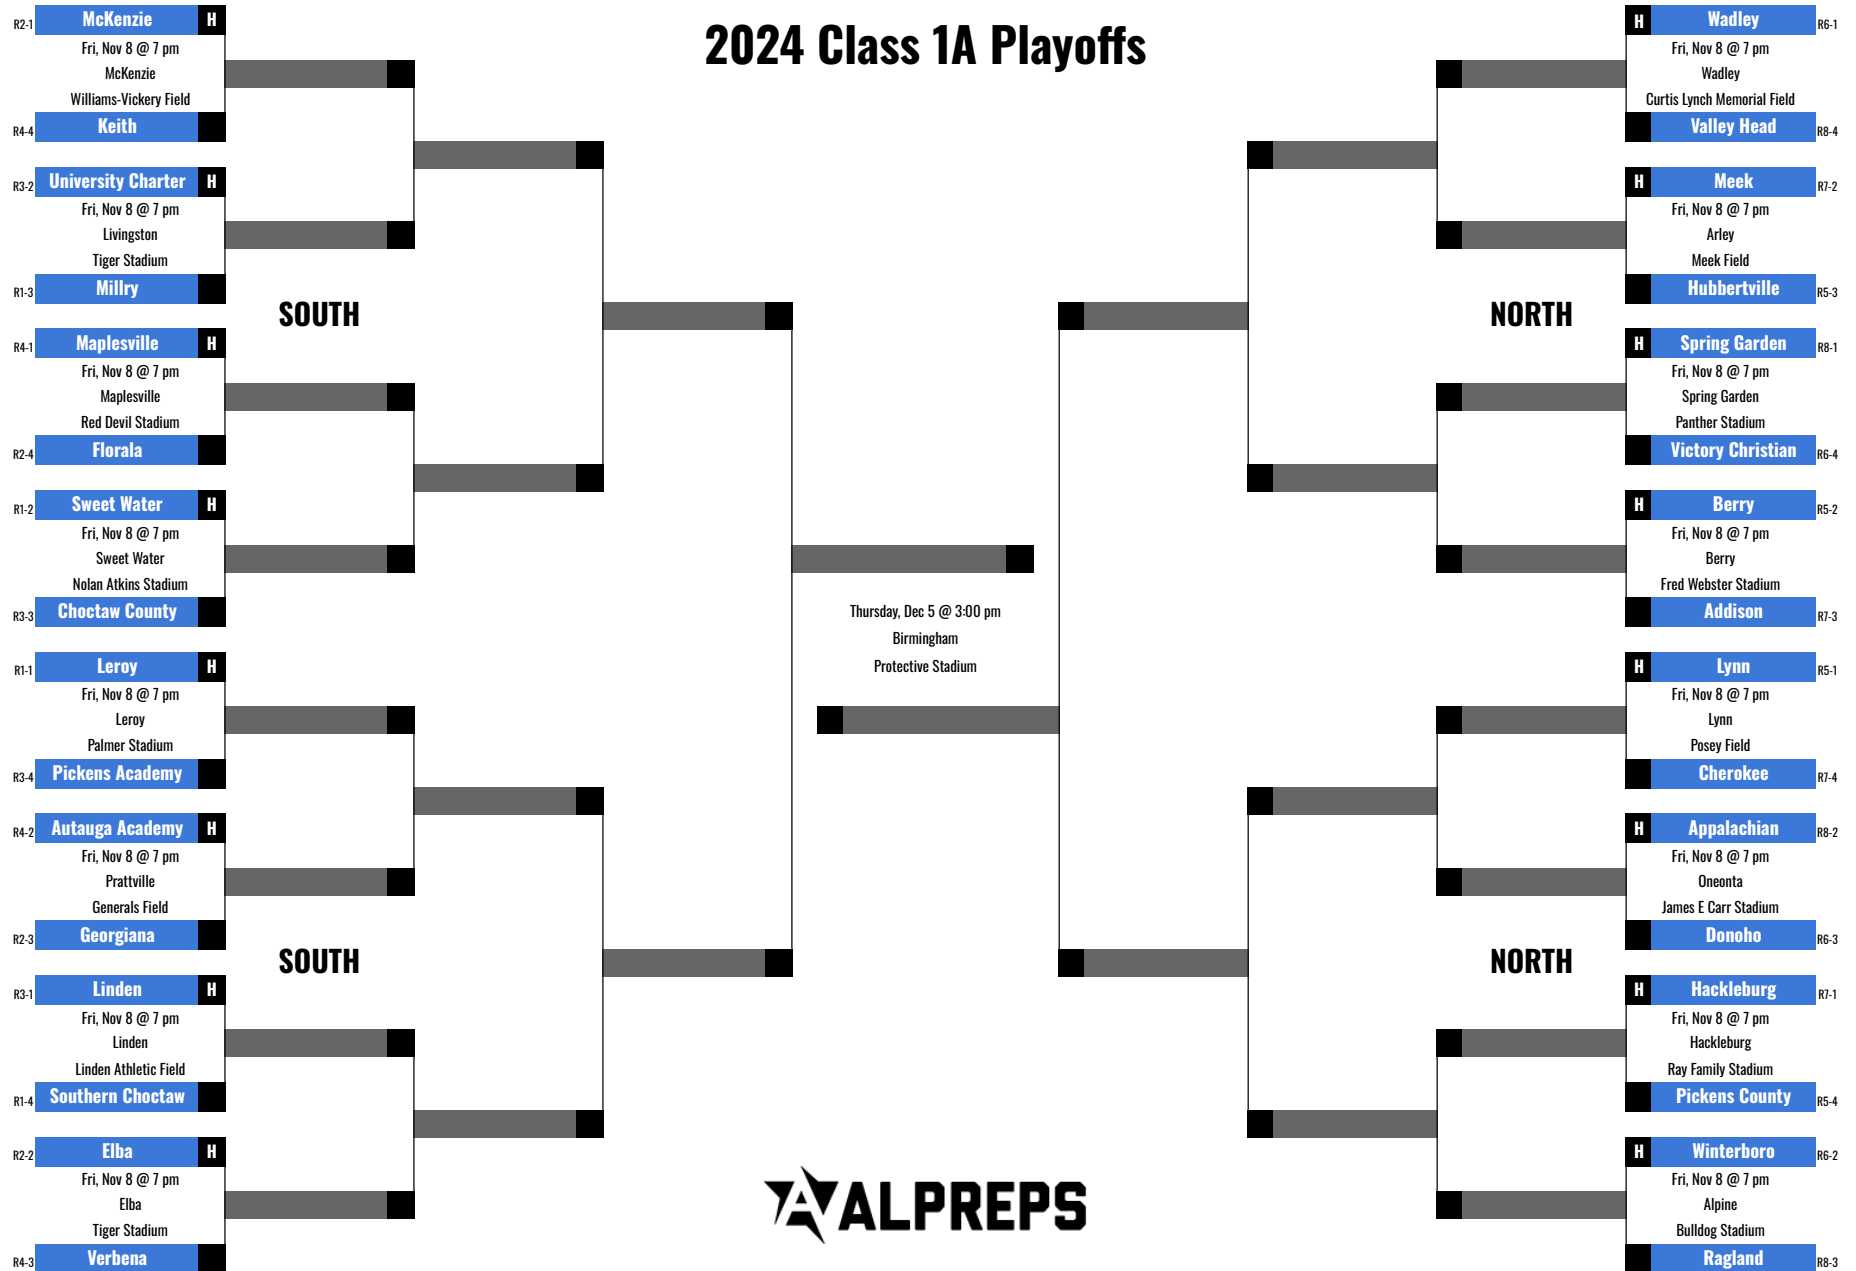 2024 Class 1A Playoffs
R2-1 McKenzie H
Fri, Nov 8 @ 7 pm
McKenzie
Williams-Vickery Field
R4-4 Keith
R3-2 University Charter H
Fri, Nov 8 @ 7 pm
Livingston
Tiger Stadium
R1-3 Millry
SOUTH
R4-1 Maplesville H
Fri, Nov 8 @ 7 pm
Maplesville
Red Devil Stadium
R2-4 Florala
R1-2 Sweet Water H
Fri, Nov 8 @ 7 pm
Sweet Water
Nolan Atkins Stadium
R3-3 Choctaw County
R1-1 Leroy H
Fri, Nov 8 @ 7 pm
Leroy
Palmer Stadium
R3-4 Pickens Academy
R4-2 Autauga Academy H
Fri, Nov 8 @ 7 pm
Prattville
Generals Field
R2-3 Georgiana
SOUTH
R3-1 Linden H
Fri, Nov 8 @ 7 pm
Linden
Linden Athletic Field
R1-4 Southern Choctaw
R2-2 Elba H
Fri, Nov 8 @ 7 pm
Elba
Tiger Stadium
R4-3 Verbena
Thursday, Dec 5 @ 3:00 pm
Birmingham
Protective Stadium
ALPREPS
H Wadley R6-1
Fri, Nov 8 @ 7 pm
Wadley
Curtis Lynch Memorial Field
Valley Head R8-4
H Meek R7-2
Fri, Nov 8 @ 7 pm
Arley
Meek Field
Hubbertville R5-3
NORTH
H Spring Garden R8-1
Fri, Nov 8 @ 7 pm
Spring Garden
Panther Stadium
Victory Christian R6-4
H Berry R5-2
Fri, Nov 8 @ 7 pm
Berry
Fred Webster Stadium
Addison R7-3
H Lynn R5-1
Fri, Nov 8 @ 7 pm
Lynn
Posey Field
Cherokee R7-4
H Appalachian R8-2
Fri, Nov 8 @ 7 pm
Oneonta
James E Carr Stadium
Donoho R6-3
NORTH
H Hackleburg R7-1
Fri, Nov 8 @ 7 pm
Hackleburg
Ray Family Stadium
Pickens County R5-4
H Winterboro R6-2
Fri, Nov 8 @ 7 pm
Alpine
Bulldog Stadium
Ragland R8-3